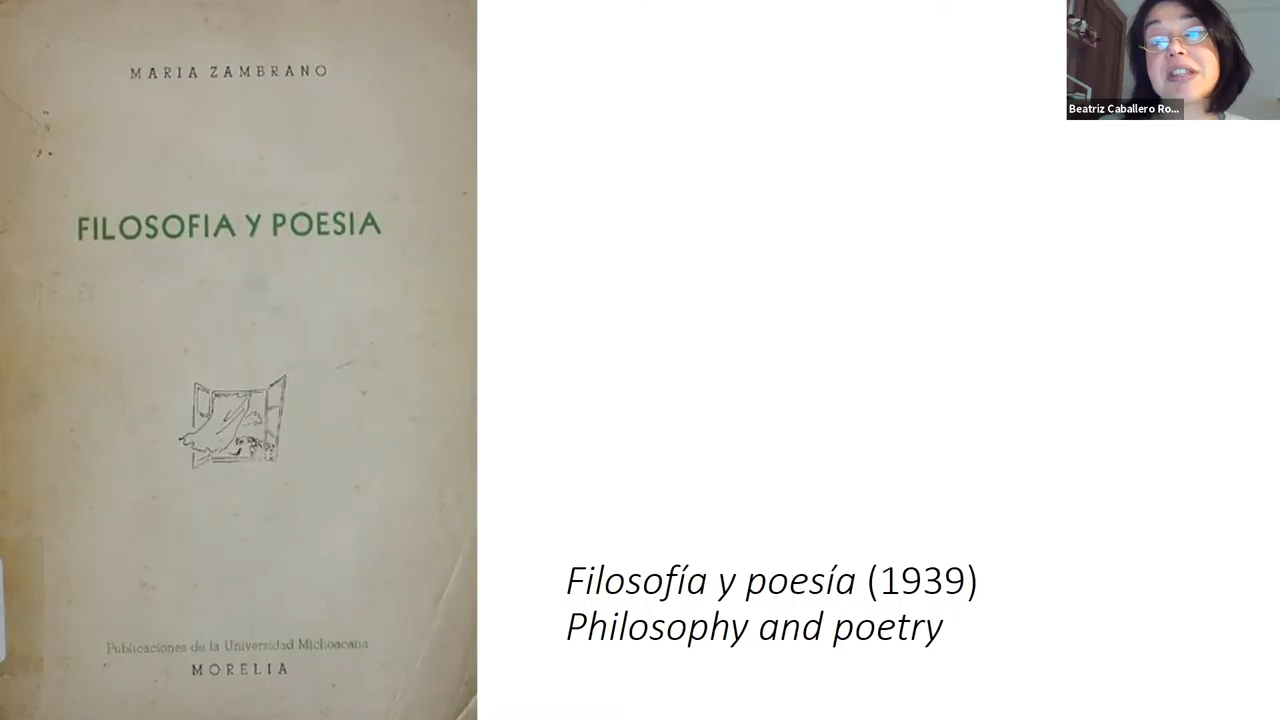 MARIA ZAMBRANO
FILOSOFIA Y POESIA
Publicaciones de la Universidad Michoacana
MORELIA
Filosofía y poesía (1939)
Philosophy and poetry
Beatriz Caballero Ro...